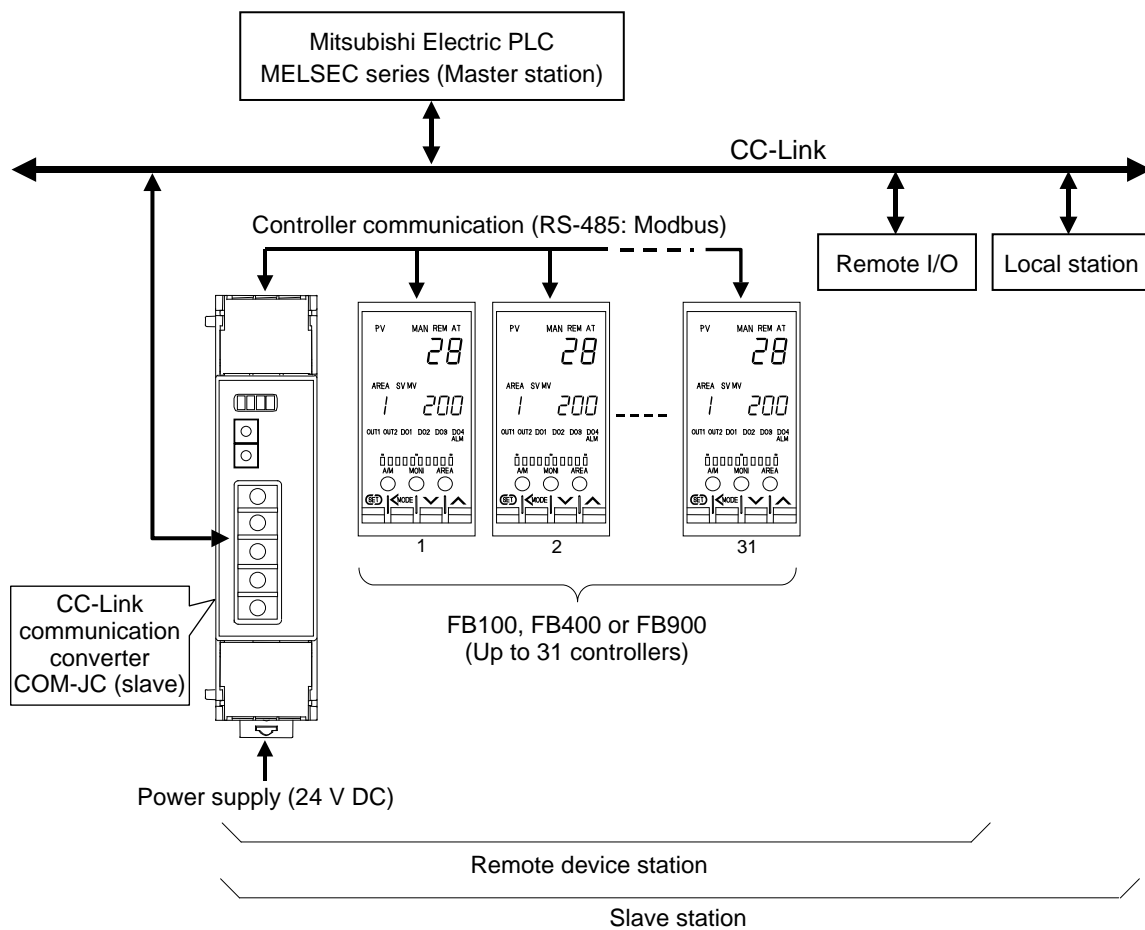 Mitsubishi Electric PLC
MELSEC series (Master station)
CC-Link
Controller communication (RS-485: Modbus)
Remote I/O
Local station
PV MAN REM AT
28
AREA SV MV
1 200
OUT1 OUT2 DO1 DO2 DO3 DO4
ALM
A/M MONI AREA
SET <MODE
1
PV MAN REM AT
28
AREA SV MV
1 200
OUT1 OUT2 DO1 DO2 DO3 DO4
ALM
A/M MONI AREA
SET <MODE
2
PV MAN REM AT
28
AREA SV MV
1 200
OUT1 OUT2 DO1 DO2 DO3 DO4
ALM
A/M MONI AREA
SET <MODE
31
CC-Link
communication
converter
COM-JC (slave)
FB100, FB400 or FB900
(Up to 31 controllers)
Power supply (24 V DC)
Remote device station
Slave station